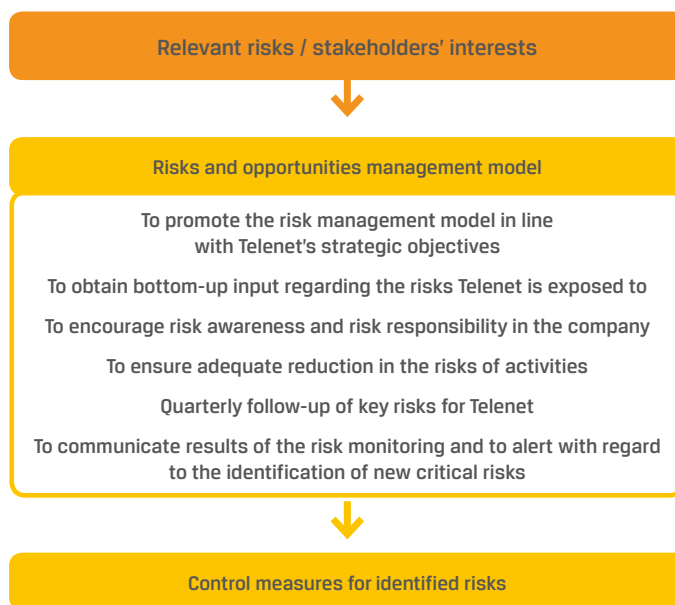 Relevant risks / stakeholders’ interests
Risks and opportunities management model
To promote the risk management model in line
with Telenet’s strategic objectives
To obtain bottom-up input regarding the risks Telenet is exposed to
To encourage risk awareness and risk responsibility in the company
To ensure adequate reduction in the risks of activities
Quarterly follow-up of key risks for Telenet
To communicate results of the risk monitoring and to alert with regard
to the identification of new critical risks
Control measures for identified risks